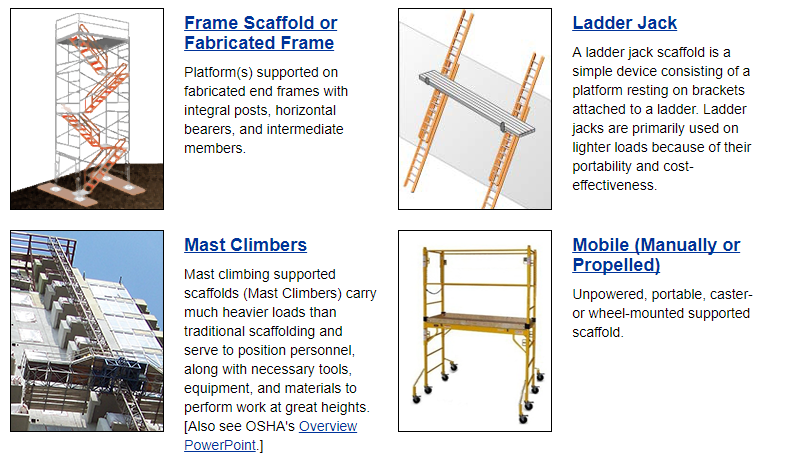 Frame Scaffold or
Fabricated Frame
Platform(s) supported on
fabricated end frames with
integral posts, horizontal
bearers, and intermediate
members.
Ladder Jack
A ladder jack scaffold is a
simple device consisting of a
platform resting on brackets
attached to a ladder. Ladder
jacks are primarily used on
lighter loads because of their
portability and cost-
effectiveness.
Mast Climbers
Mast climbing supported
scaffolds (Mast Climbers) carry
much heavier loads than
traditional scaffolding and
serve to position personnel,
along with necessary tools,
equipment, and materials to
perform work at great heights.
[Also see OSHA's Overview
PowerPoint.]
Mobile (Manually or
Propelled)
Unpowered, portable, caster-
or wheel-mounted supported
scaffold.